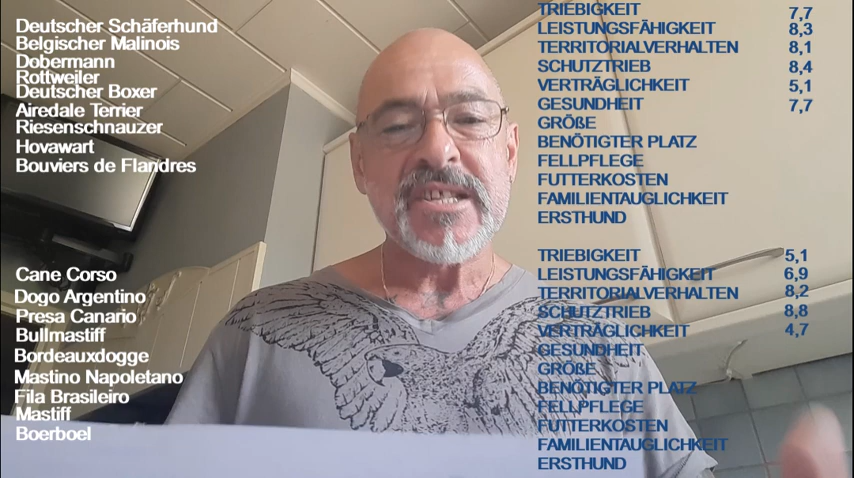 Deutscher Schäferhund
Belgischer Malinois
Dobermann
Rottweiler
Deutscher Boxer
Airedale Terrier
Riesenschnauzer
Hovawart
Bouviers de Flandres
TRIEBIGKEIT 7,7
LEISTUNGSFÄHIGKEIT 8,3
TERRITORIALVERHALTEN 8,1
SCHUTZTRIEB 8,4
VERTRÄGLICHKEIT 5,1
GESUNDHEIT 7,7
GRÖßE
BENÖTIGTER PLATZ
FELLPFLEGE
FUTTERKOSTEN
FAMILIENTAUGLICHKEIT
ERSTHUND
Cane Corso
Dogo Argentino
Presa Canario
Bullmastiff
Bordeauxdogge
Mastino Napoletano
Fila Brasileiro
Mastiff
Boerboel
TRIEBIGKEIT 5,1
LEISTUNGSFÄHIGKEIT 6,9
TERRITORIALVERHALTEN 8,2
SCHUTZTRIEB 8,8
VERTRÄGLICHKEIT 4,7
GESUNDHEIT
GRÖßE
BENÖTIGTER PLATZ
FELLPFLEGE
FUTTERKOSTEN
FAMILIENTAUGLICHKEIT
ERSTHUND